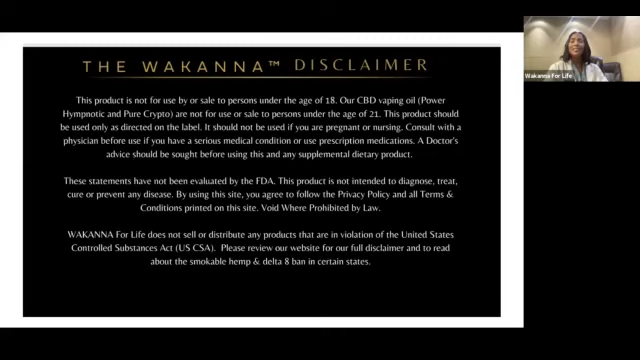 THE WAKANNA™ DISCLAIMER
This product is not for use by or sale to persons under the age of 18. Our CBD vaping oil (Power
Hympnotic and Pure Crypto) are not for use or sale to persons under the age of 21. This product should
be used only as directed on the label. It should not be used if you are pregnant or nursing. Consult with a
physician before use if you have a serious medical condition or use prescription medications. A Doctor's
advice should be sought before using this and any supplemental dietary product.
These statements have not been evaluated by the FDA. This product is not intended to diagnose, treat,
cure or prevent any disease. By using this site, you agree to follow the Privacy Policy and all Terms &
Conditions printed on this site. Void Where Prohibited by Law.
WAKANNA For Life does not sell or distribute any products that are in violation of the United States
Controlled Substances Act (US CSA). Please review our website for our full disclaimer and to read
about the smokable hemp & delta 8 ban in certain states.
Wakanna For Life